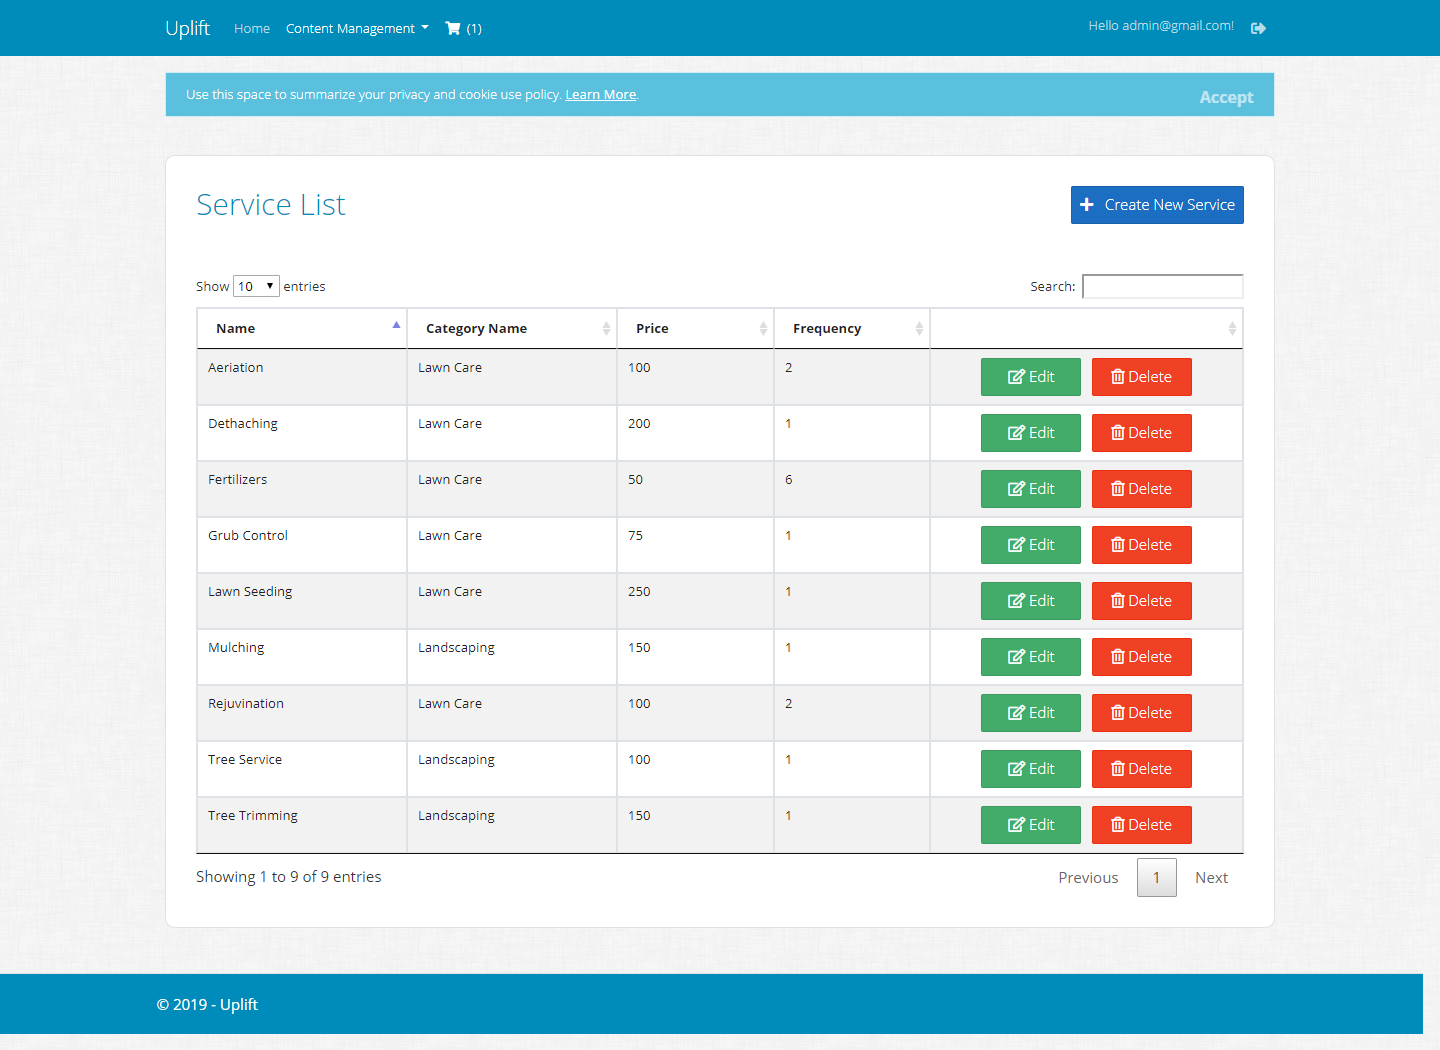 Uplift Home Content Management (1) Hello admin@gmail.com!
Use this space to summarize your privacy and cookie use policy. Learn More. Accept
Service List + Create New Service
Show 10 entries Search:
Name Category Name Price Frequency
Aeriation Lawn Care 100 2 Edit Delete
Dethaching Lawn Care 200 1 Edit Delete
Fertilizers Lawn Care 50 6 Edit Delete
Grub Control Lawn Care 75 1 Edit Delete
Lawn Seeding Lawn Care 250 1 Edit Delete
Mulching Landscaping 150 1 Edit Delete
Rejuvination Lawn Care 100 2 Edit Delete
Tree Service Landscaping 100 1 Edit Delete
Tree Trimming Landscaping 150 1 Edit Delete
Showing 1 to 9 of 9 entries Previous 1 Next
© 2019 - Uplift